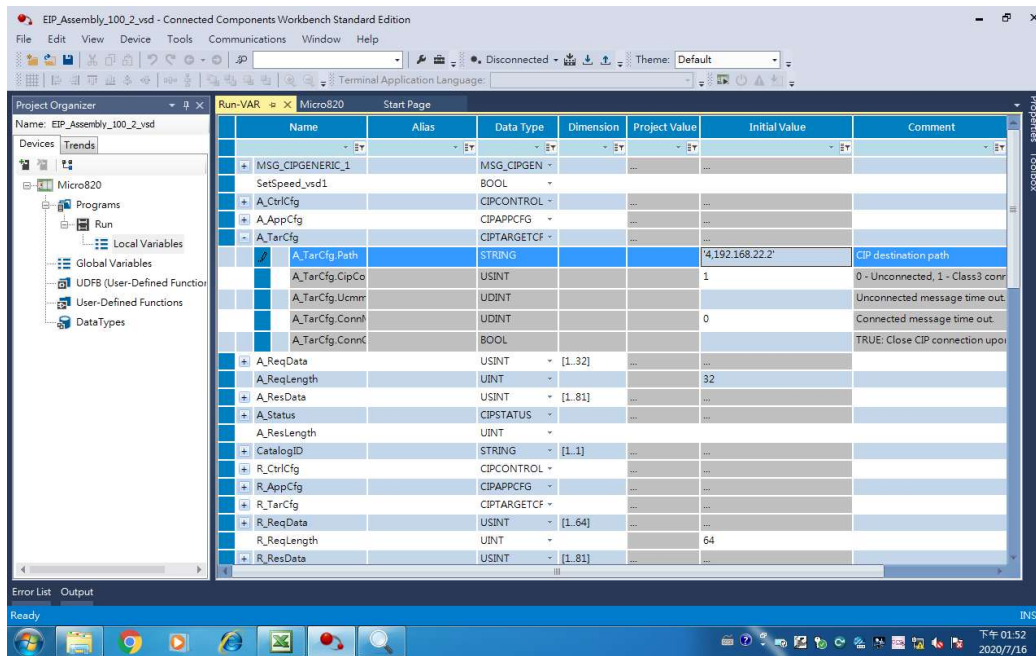 EIP_Assembly_100_2_vsd - Connected Components Workbench Standard Edition
File Edit View Device Tools Communications Window Help
Disconnected Theme: Default
Terminal Application Language:
Project Organizer
Name: EIP_Assembly_100_2_vsd
Devices Trends
Micro820
Programs
Run
Local Variables
Global Variables
UDFB (User-Defined Function
User-Defined Functions
DataTypes
Run-VAR Micro820 Start Page
Name Alias Data Type Dimension Project Value Initial Value Comment
MSG_CIPGENERIC_1 MSG_CIPGEN ... ...
SetSpeed_vsd1 BOOL
A_CtrlCfg CIPCONTROL ... ...
A_AppCfg CIPAPPCFG ... ...
A_TarCfg CIPTARGETCF ... ...
A_TarCfg.Path STRING '4,192.168.22.2' CIP destination path
A_TarCfg.CipCo USINT 1 0 - Unconnected, 1 - Class3 conr
A_TarCfg.Ucmm UDINT Unconnected message time out.
A_TarCfg.ConnM UDINT 0 Connected message time out.
A_TarCfg.ConnC BOOL TRUE: Close CIP connection upor
A_ReqData USINT [1..32] ... ...
A_ReqLength UINT 32
A_ResData USINT [1..81] ... ...
A_Status CIPSTATUS ... ...
A_ResLength UINT
CatalogID STRING [1..1] ... ...
R_CtrlCfg CIPCONTROL ... ...
R_AppCfg CIPAPPCFG ... ...
R_TarCfg CIPTARGETCF ... ...
R_ReqData USINT [1..64] ... ...
R_ReqLength UINT 64
R_ResData USINT [1..81] ... ...
Properties Toolbox
Error List Output
Ready INS
下午 01:52
2020/7/16